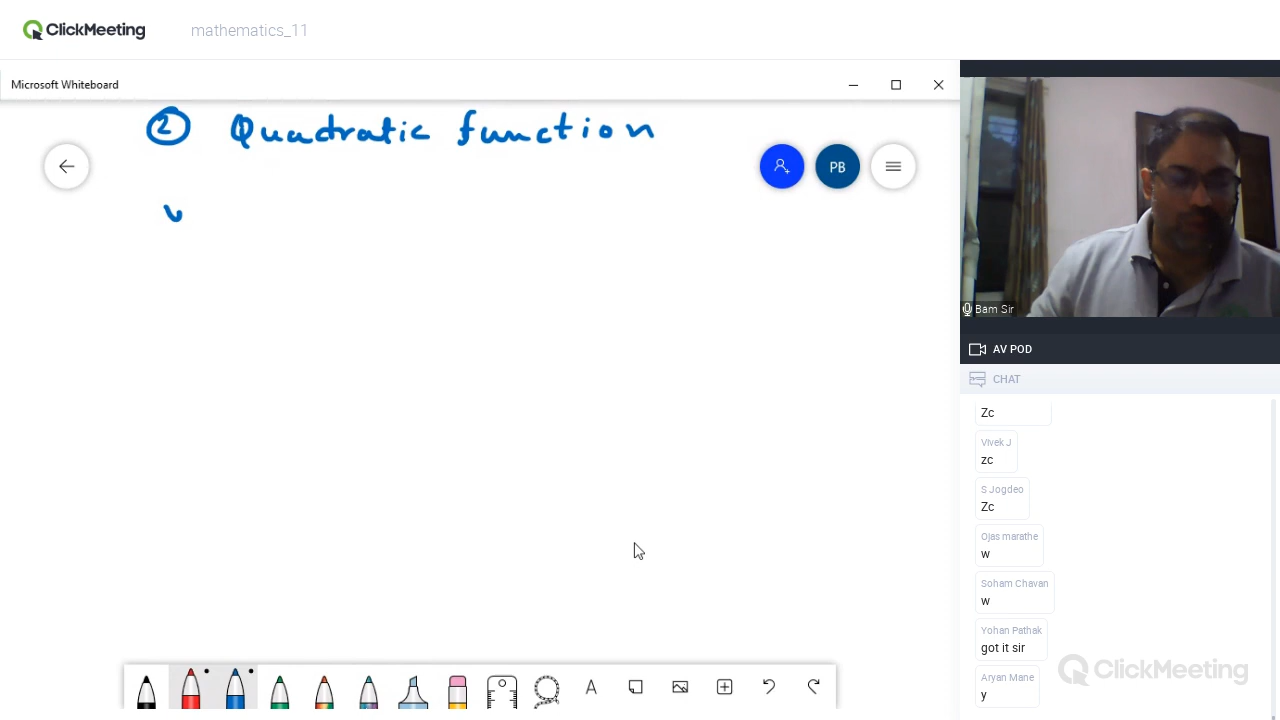 ClickMeeting mathematics_11
Microsoft Whiteboard
② Quadratic function
PB
Bam Sir
AV POD
CHAT
Zc
Vivek J
zc
S Jogdeo
Zc
Ojas marathe
w
Soham Chavan
w
Yohan Pathak
got it sir
Aryan Mane
y
ClickMeeting
A